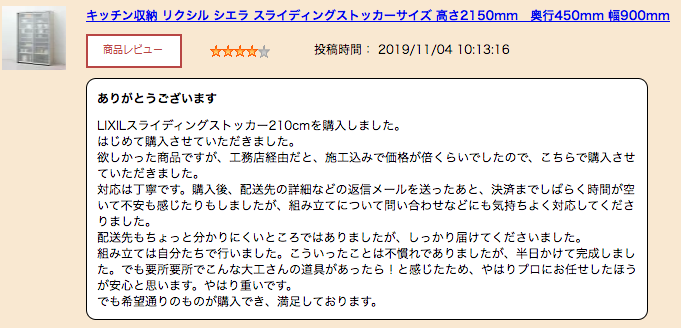 キッチン収納 リクシル シエラ スライディングストッカーサイズ 高さ2150mm　奥行450mm 幅900mm
商品レビュー
投稿時間： 2019/11/04 10:13:16
ありがとうございます
LIXILスライディングストッカー210cmを購入しました。
はじめて購入させていただきました。
欲しかった商品ですが、工務店経由だと、施工込みで価格が倍くらいでしたので、こちらで購入させ
ていただきました。
対応は丁寧です。購入後、配送先の詳細などの返信メールを送ったあと、決済までしばらく時間が空
いて不安も感じたりもしましたが、組み立てについて問い合わせなどにも気持ちよく対応してくださ
りました。
配送先もちょっと分かりにくいところではありましたが、しっかり届けてくださいました。
組み立ては自分たちで行いました。こういったことは不慣れでありましたが、半日かけて完成しまし
た。でも要所要所でこんな大工さんの道具があったら！と感じたため、やはりプロにお任せしたほう
が安心と思います。やはり重いです。
でも希望通りのものが購入でき、満足しております。